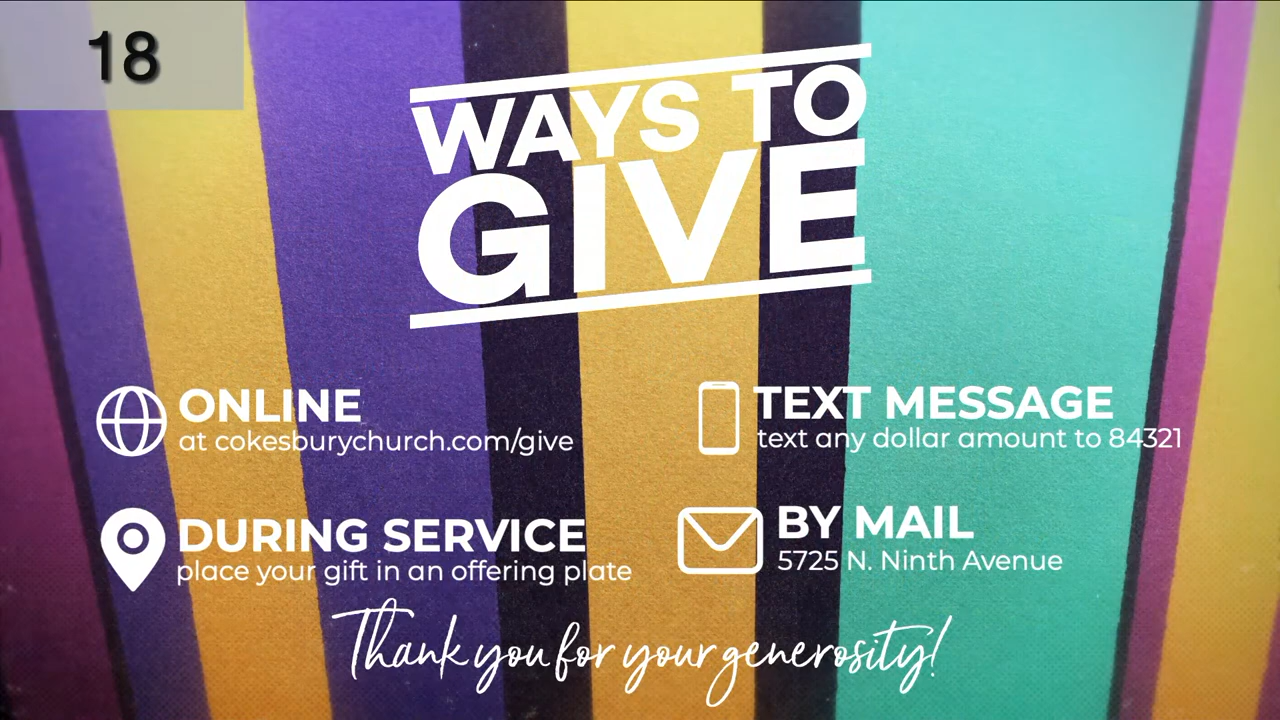 18
WAYS TO
GIVE
ONLINE
at cokesburychurch.com/give
TEXT MESSAGE
text any dollar amount to 84321
DURING SERVICE
place your gift in an offering plate
BY MAIL
5725 N. Ninth Avenue
Thank you for your generosity!